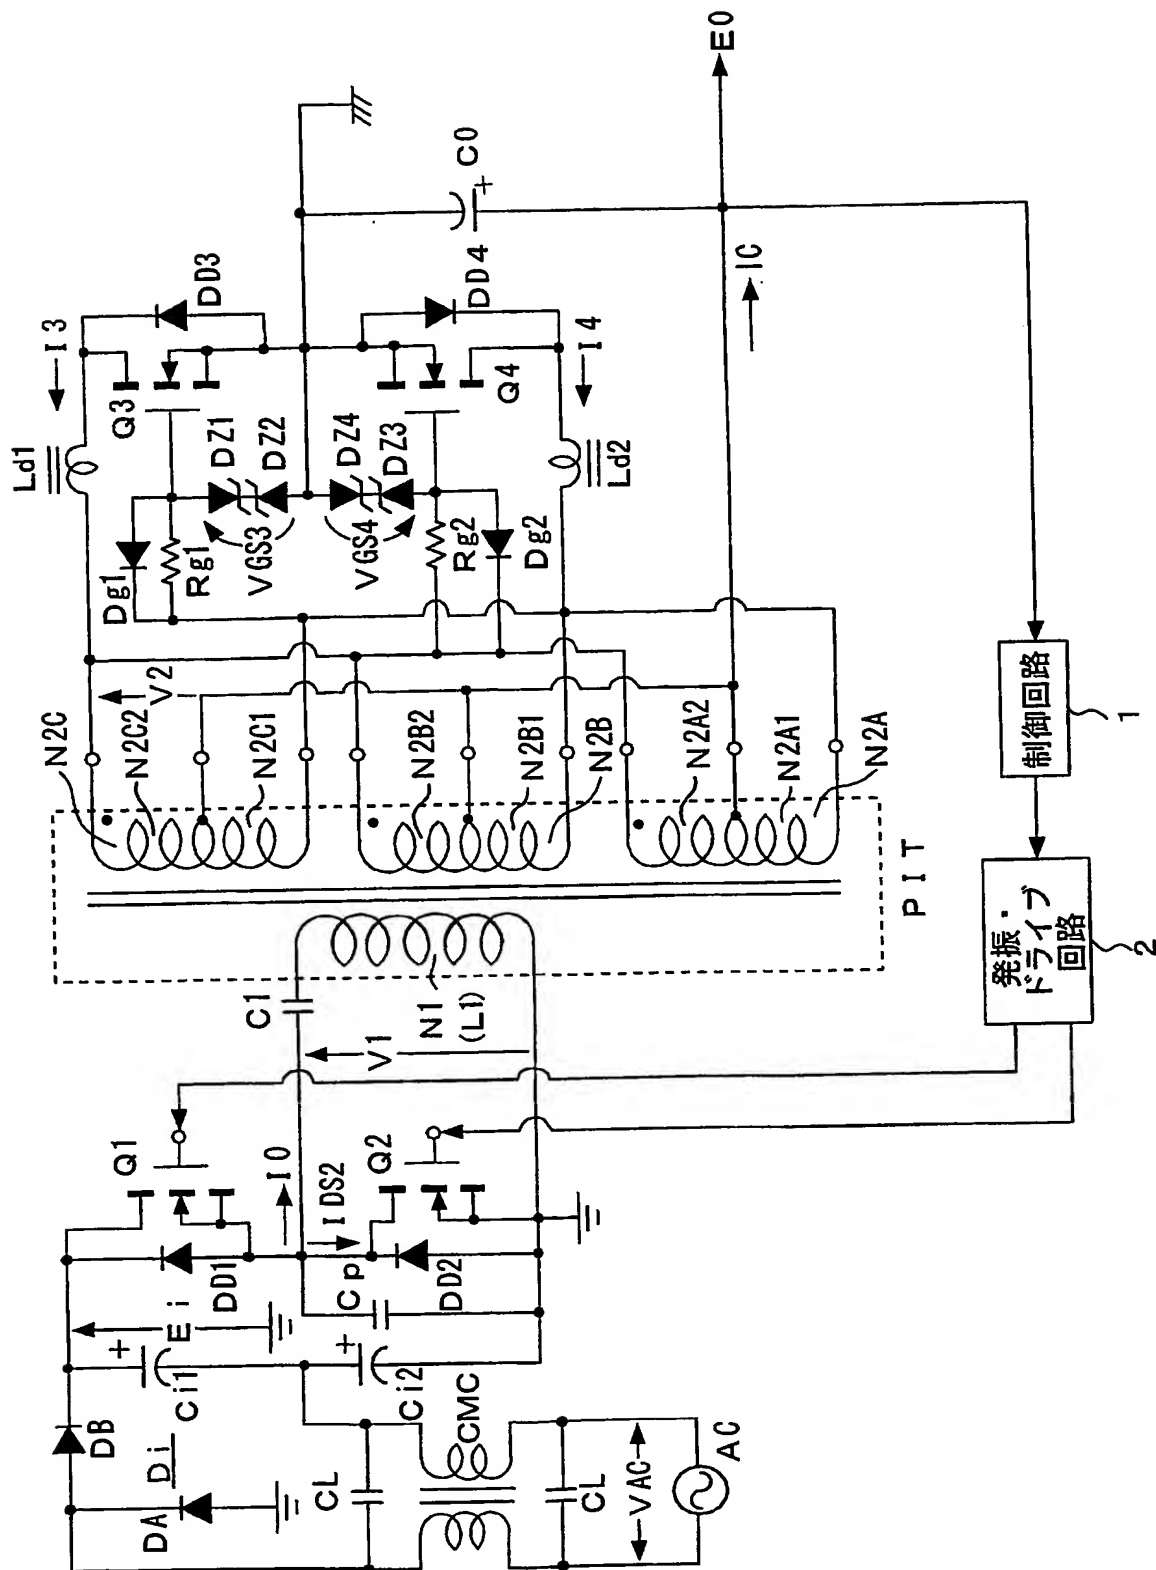 AC
VAC
CL
CMC
CL
Di
DA
DB
Ci1
+
Ci2
+
Ei
DD1
Q1
I0
IDS2
Cp
DD2
Q2
C1
V1
N1
(L1)
PIT
N2C
N2C2
N2C1
N2B2
N2B1
N2B
N2A2
N2A1
N2A
V2
Dg1
Rg1
Ld1
I3
Q3
DD3
DZ1
DZ2
VGS3
DZ4
DZ3
VGS4
Rg2
Dg2
Q4
DD4
I4
Ld2
C0
+
IC
E0
制御回路
1
発振・
ドライブ
回路
2